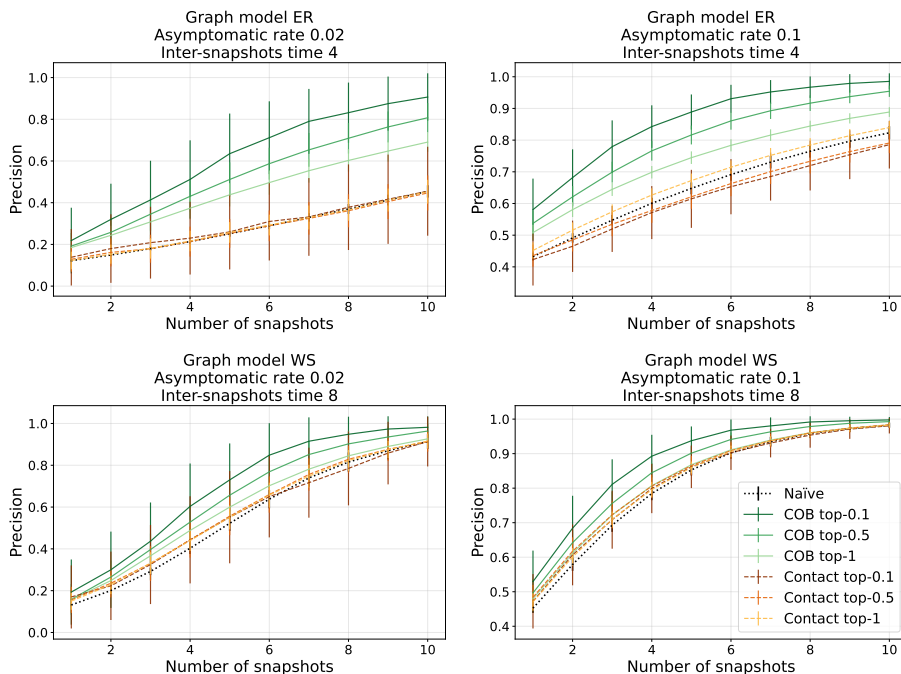 Graph model ER
Asymptomatic rate 0.02
Inter-snapshots time 4
1.0
0.8
0.6
0.4
0.2
0.0
Precision
2 4 6 8 10
Number of snapshots
Graph model ER
Asymptomatic rate 0.1
Inter-snapshots time 4
1.0
0.9
0.8
0.7
0.6
0.5
0.4
Precision
2 4 6 8 10
Number of snapshots
Graph model WS
Asymptomatic rate 0.02
Inter-snapshots time 8
1.0
0.8
0.6
0.4
0.2
0.0
Precision
2 4 6 8 10
Number of snapshots
Graph model WS
Asymptomatic rate 0.1
Inter-snapshots time 8
1.0
0.9
0.8
0.7
0.6
0.5
0.4
Precision
2 4 6 8 10
Number of snapshots
Naïve
COB top-0.1
COB top-0.5
COB top-1
Contact top-0.1
Contact top-0.5
Contact top-1